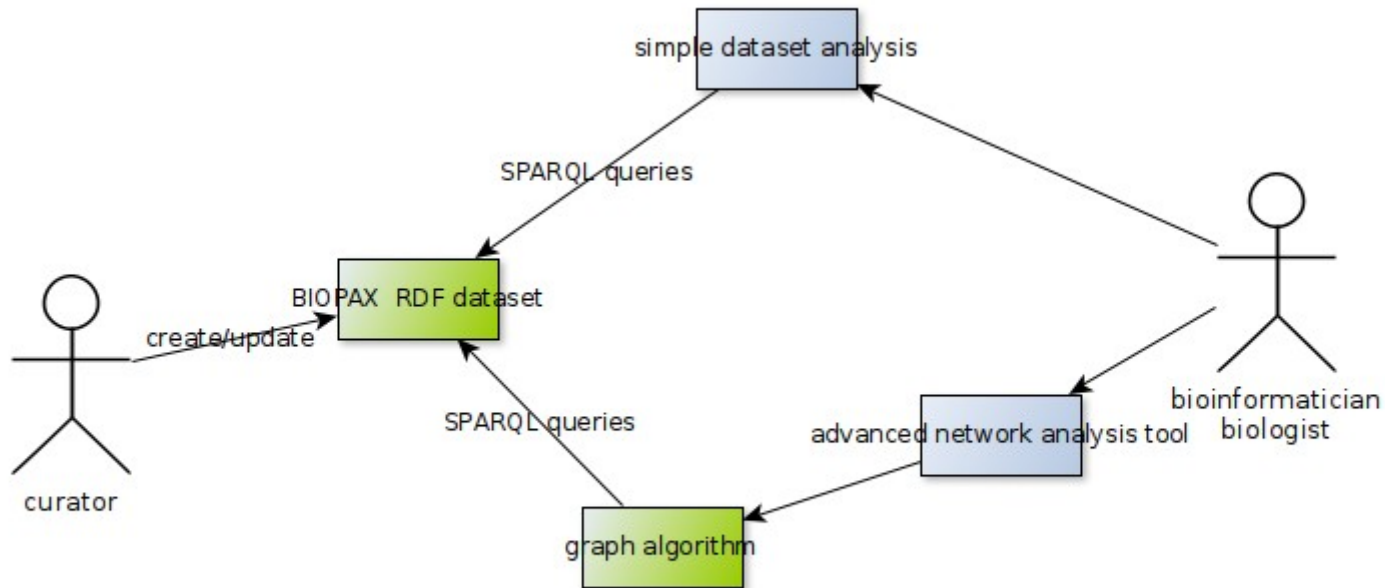 simple dataset analysis
SPARQL queries
BIOPAX RDF dataset
create/update
curator
SPARQL queries
bioinformatician
biologist
advanced network analysis tool
graph algorithm